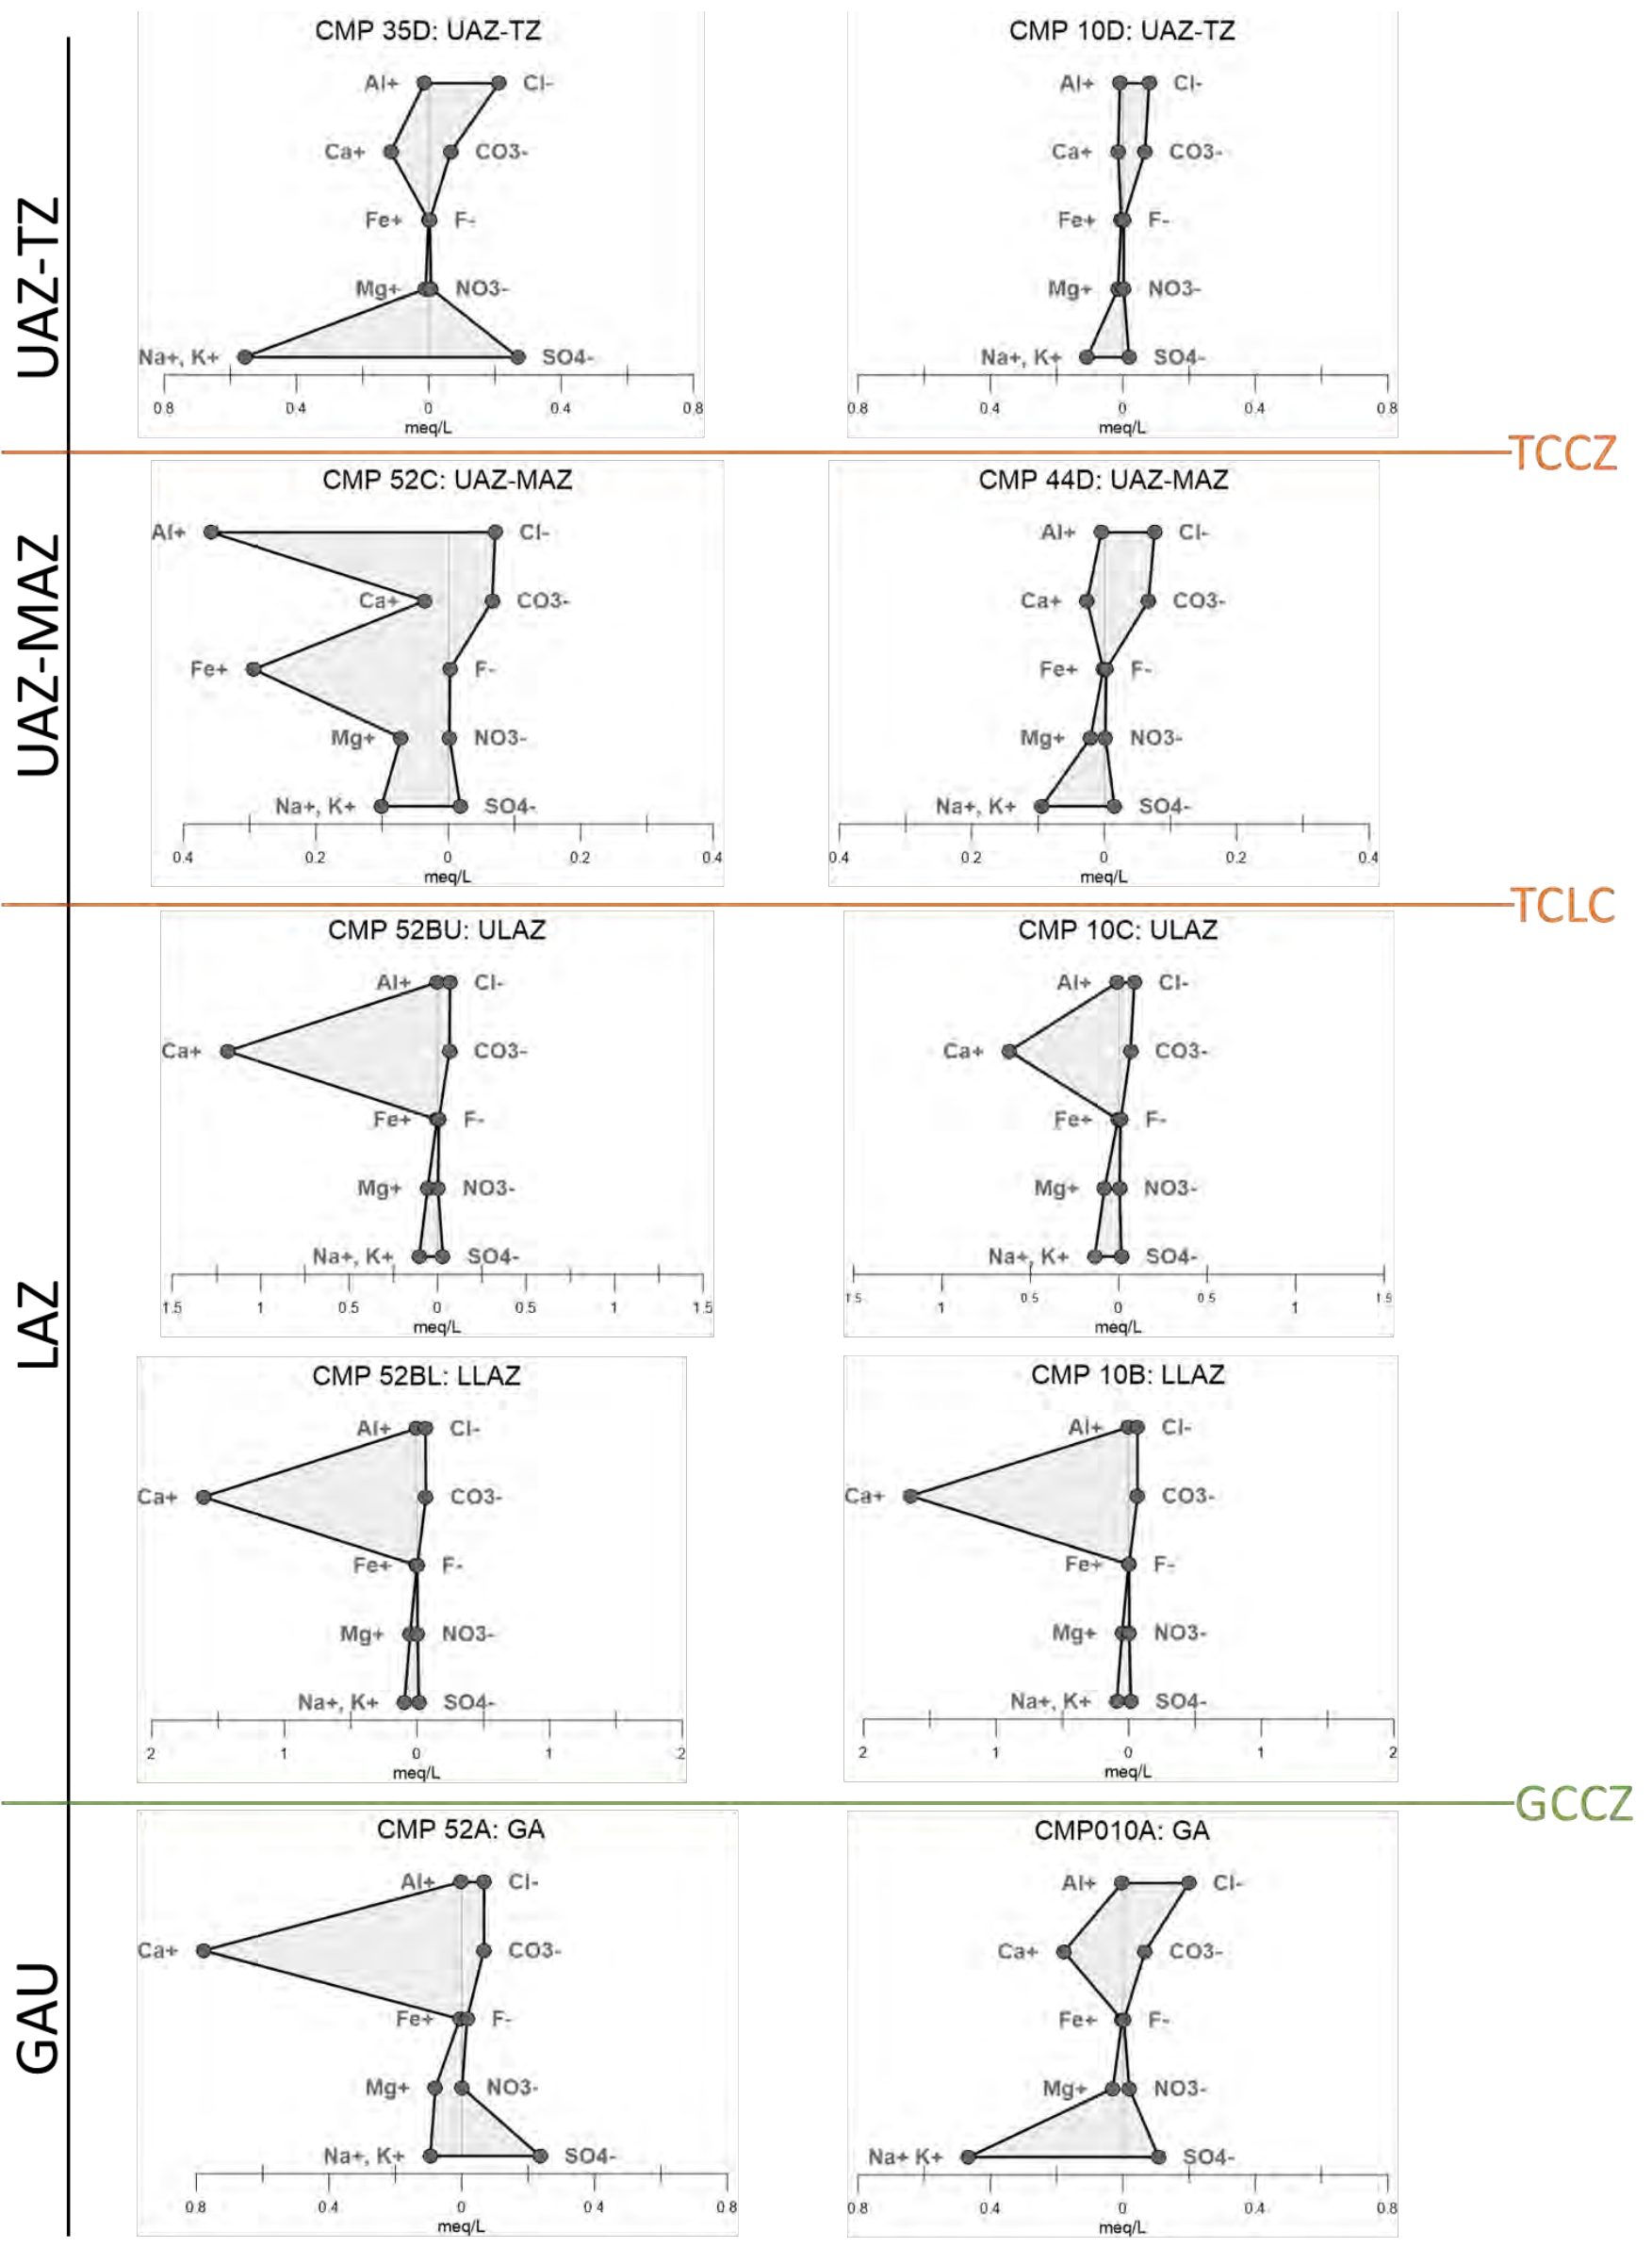 CMP 35D: UAZ-TZ
Al+ Cl-
Ca+ CO3-
Fe+ F-
Mg+ NO3-
Na+, K+ SO4-
0.8 0.4 0 0.4 0.8
meq/L
CMP 10D: UAZ-TZ
Al+ Cl-
Ca+ CO3-
Fe+ F-
Mg+ NO3-
Na+, K+ SO4-
0.8 0.4 0 0.4 0.8
meq/L
UAZ-TZ
TCCZ
CMP 52C: UAZ-MAZ
Al+ Cl-
Ca+ CO3-
Fe+ F-
Mg+ NO3-
Na+, K+ SO4-
0.4 0.2 0 0.2 0.4
meq/L
CMP 44D: UAZ-MAZ
Al+ Cl-
Ca+ CO3-
Fe+ F-
Mg+ NO3-
Na+, K+ SO4-
0.4 0.2 0 0.2 0.4
meq/L
UAZ-MAZ
TCLC
CMP 52BU: ULAZ
Al+ Cl-
Ca+ CO3-
Fe+ F-
Mg+ NO3-
Na+, K+ SO4-
1.5 1 0.5 0 0.5 1 1.5
meq/L
CMP 10C: ULAZ
Al+ Cl-
Ca+ CO3-
Fe+ F-
Mg+ NO3-
Na+, K+ SO4-
1.5 1 0.5 0 0.5 1 1.5
meq/L
LAZ
CMP 52BL: LLAZ
Al+ Cl-
Ca+ CO3-
Fe+ F-
Mg+ NO3-
Na+, K+ SO4-
2 1 0 1 2
meq/L
CMP 10B: LLAZ
Al+ Cl-
Ca+ CO3-
Fe+ F-
Mg+ NO3-
Na+, K+ SO4-
2 1 0 1 2
meq/L
GCCZ
CMP 52A: GA
Al+ Cl-
Ca+ CO3-
Fe+ F-
Mg+ NO3-
Na+, K+ SO4-
0.8 0.4 0 0.4 0.8
meq/L
CMP010A: GA
Al+ Cl-
Ca+ CO3-
Fe+ F-
Mg+ NO3-
Na+ K+ SO4-
0.8 0.4 0 0.4 0.8
meq/L
GAU